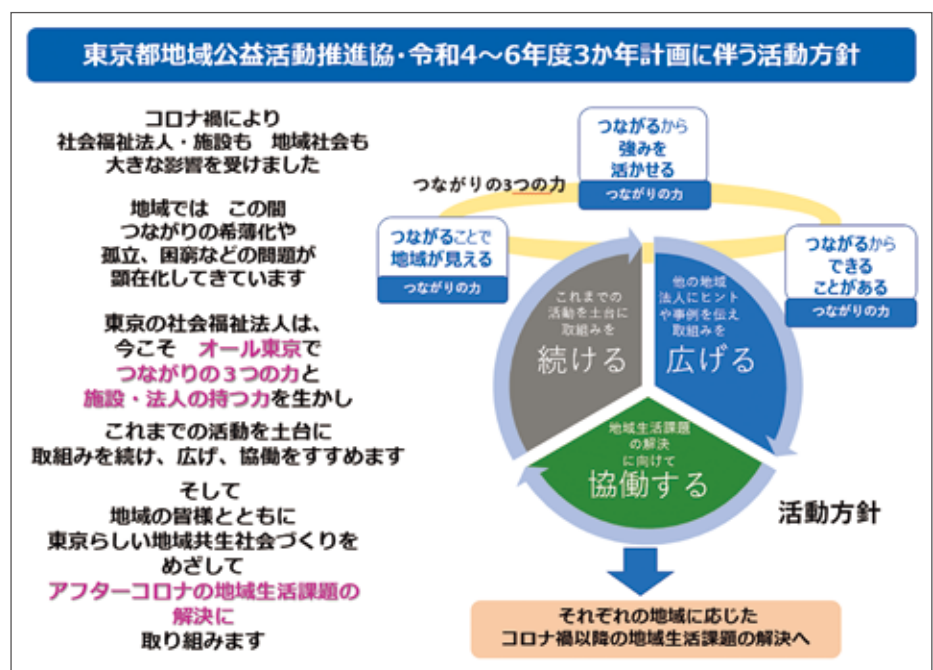 東京都地域公益活動推進協・令和4～6年度3か年計画に伴う活動方針
コロナ禍により
社会福祉法人・施設も　地域社会も
大きな影響を受けました
地域では　この間
つながりの希薄化や
孤立、困窮などの問題が
顕在化してきています
東京の社会福祉法人は、
今こそ　オール東京で
つながりの３つの力と
施設・法人の持つ力を生かし
これまでの活動を土台に
取組みを続け、広げ、協働をすすめます
そして
地域の皆様とともに
東京らしい地域共生社会づくりを
めざして
アフターコロナの地域生活課題の
解決に
取り組みます
つながりの3つの力
つながるから
強みを
活かせる
つながりの力
つながることで
地域が見える
つながりの力
つながるから
できる
ことがある
つながりの力
これまでの
活動を土台に
取組みを
続ける
他の地域
法人にヒント
や事例を伝え
取組みを
広げる
地域生活課題
の解決
に向けて
協働する
活動方針
それぞれの地域に応じた
コロナ禍以降の地域生活課題の解決へ